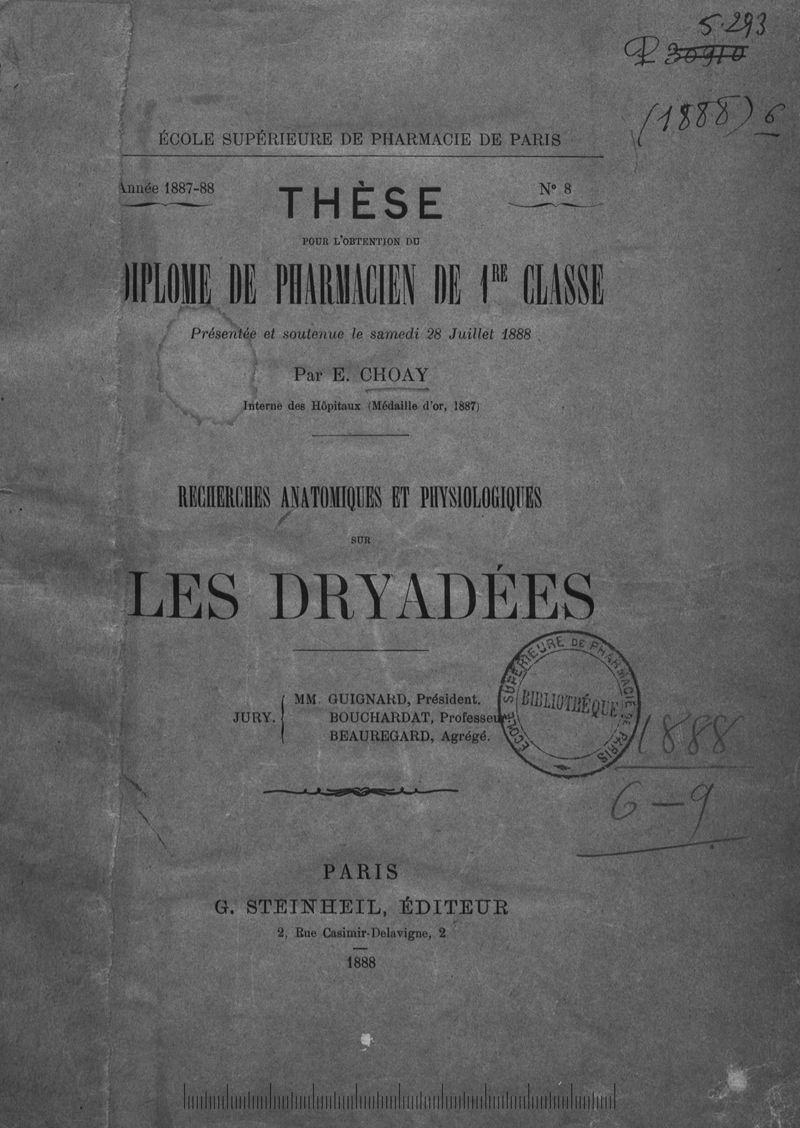 5.293
P 30910
(1888) 6
ÉCOLE SUPÉRIEURE DE PHARMACIE DE PARIS
Année 1887-88
THÈSE
N° 8
POUR L'OBTENTION DU
DIPLOME DE PHARMACIEN DE 1RE CLASSE
Présentée et soutenue le samedi 28 Juillet 1888
Par E. CHOAY
Interne des Hôpitaux (Médaille d'or, 1887)
RECHERCHES ANATOMIQUES ET PHYSIOLOGIQUES
SUR
LES DRYADÉES
JURY.
MM. GUIGNARD, Président.
BOUCHARDAT, Professeur.
BEAUREGARD, Agrégé.
ÉCOLE SUPÉRIEURE DE PHARMACIE DE PARIS
BIBLIOTHÉQUE
1888
6-9
PARIS
G. STEINHEIL, ÉDITEUR
2, Rue Casimir-Delavigne, 2
1888